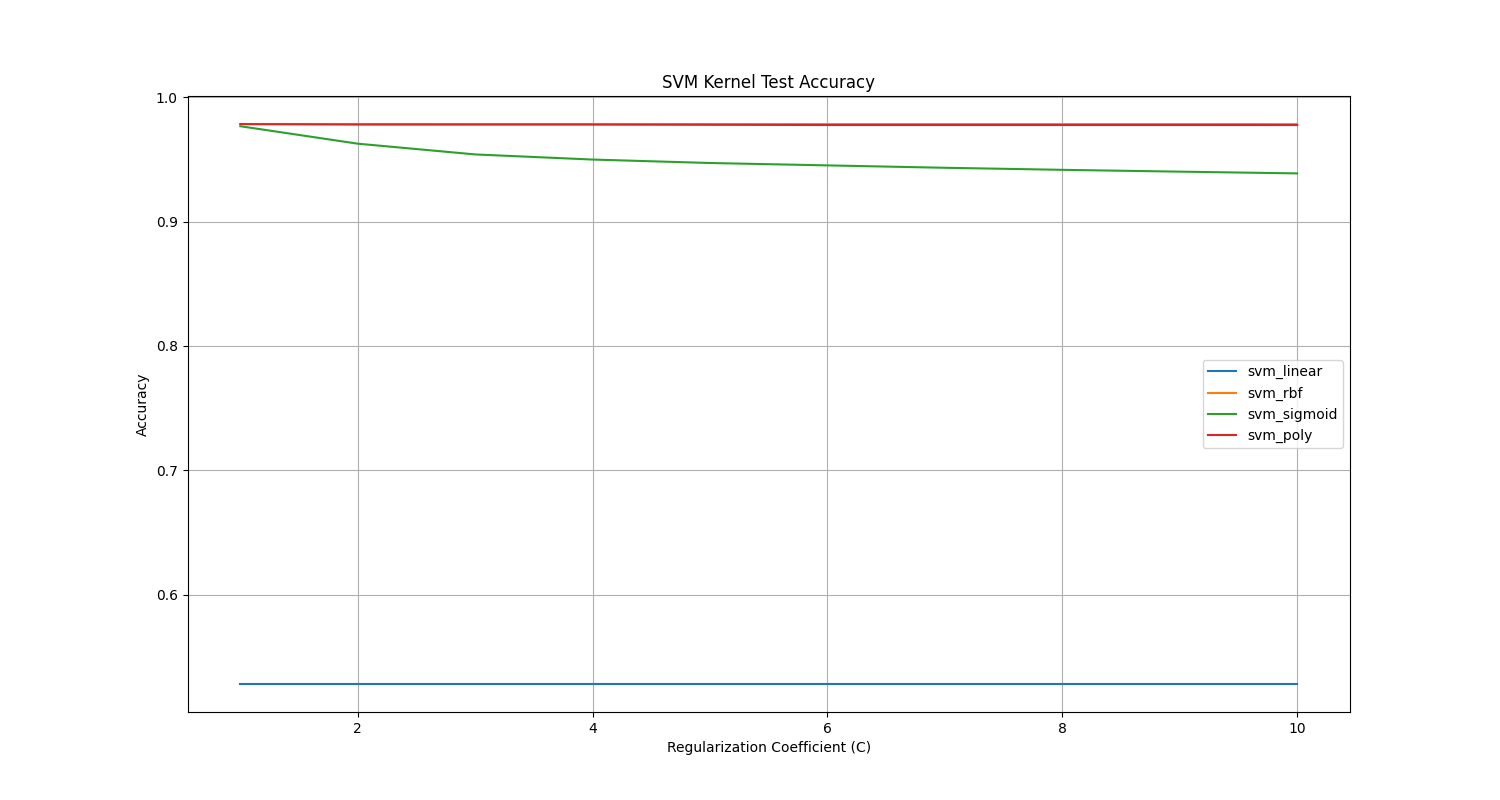 SVM Kernel Test Accuracy
1.0
0.9
0.8
0.7
0.6
Accuracy
svm_linear
svm_rbf
svm_sigmoid
svm_poly
2 4 6 8 10
Regularization Coefficient (C)